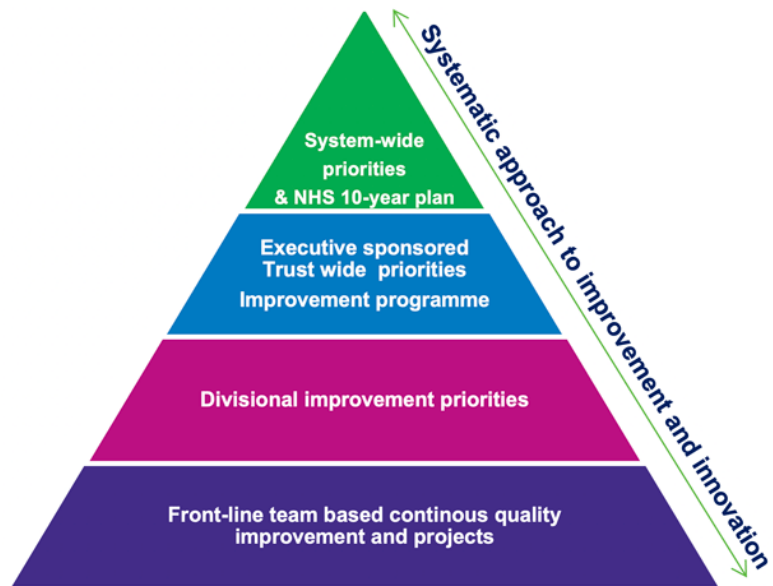 System-wide
priorities
& NHS 10-year plan
Executive sponsored
Trust wide priorities
Improvement programme
Divisional improvement priorities
Front-line team based continous quality
improvement and projects
Systematic approach to improvement and innovation